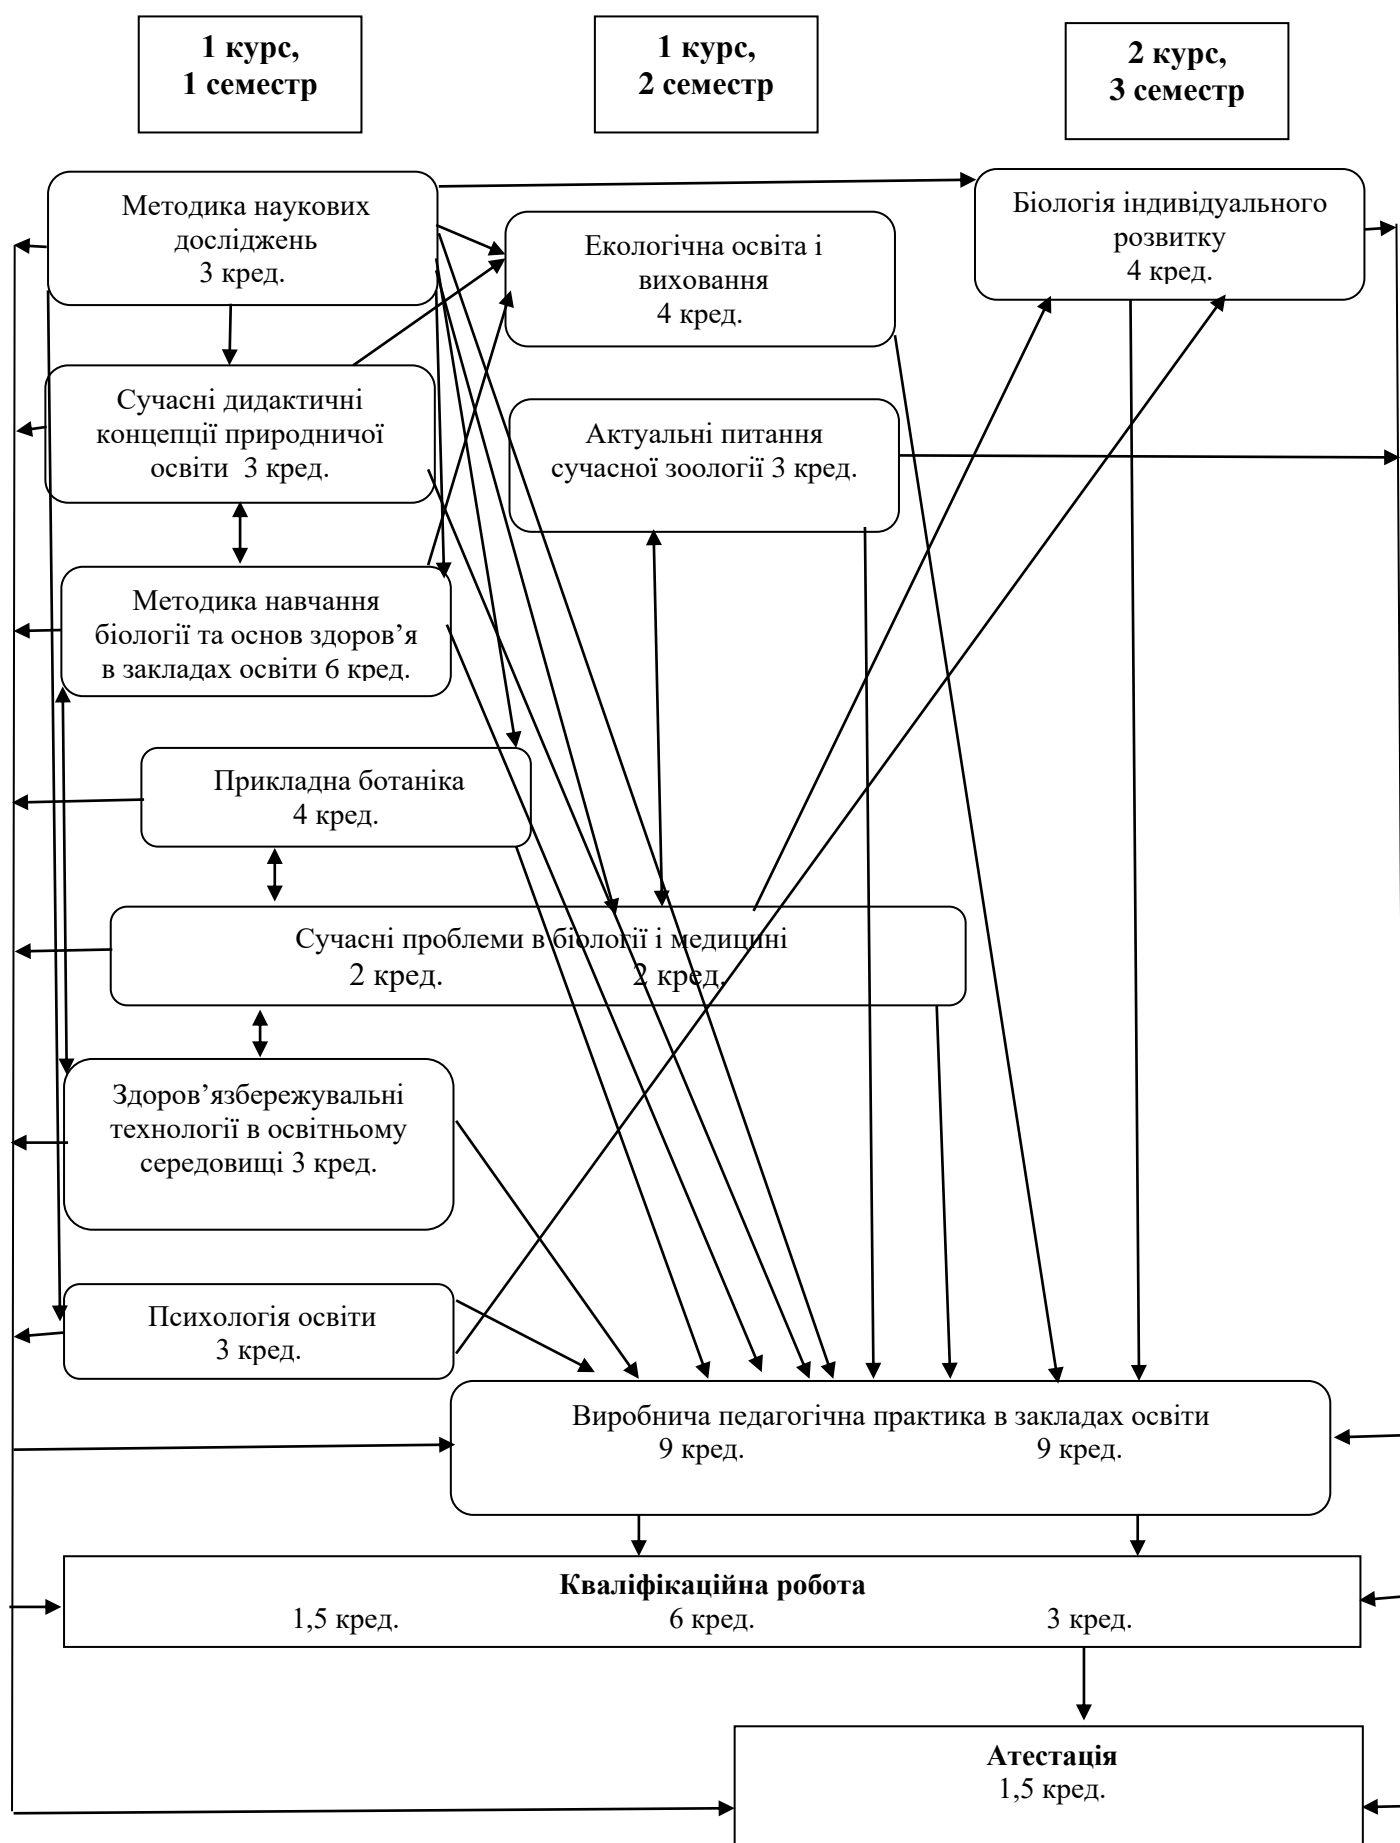 1 курс,
1 семестр
1 курс,
2 семестр
2 курс,
3 семестр
Методика наукових
досліджень
3 кред.
Біологія індивідуального
розвитку
4 кред.
Екологічна освіта і
виховання
4 кред.
Сучасні дидактичні
концепції природничої
освіти 3 кред.
Актуальні питання
сучасної зоології 3 кред.
Методика навчання
біології та основ здоров’я
в закладах освіти 6 кред.
Прикладна ботаніка
4 кред.
Сучасні проблеми в біології і медицині
2 кред. 2 кред.
Здоров’язбережувальні
технології в освітньому
середовищі 3 кред.
Психологія освіти
3 кред.
Виробнича педагогічна практика в закладах освіти
9 кред. 9 кред.
Кваліфікаційна робота
1,5 кред. 6 кред. 3 кред.
Атестація
1,5 кред.